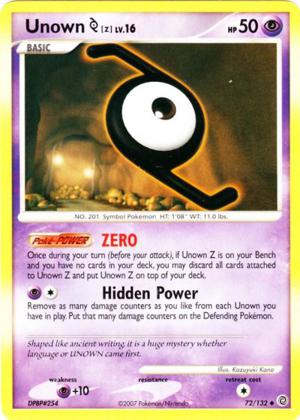 Unown [Z] LV.16 HP 50
BASIC
NO. 201 Symbol Pokémon HT: 1'08" WT: 11.0 lbs.
Poké-POWER ZERO
Once during your turn (before your attack), if Unown Z is on your Bench
and you have no cards in your deck, you may discard all cards attached
to Unown Z and put Unown Z on top of your deck.
Hidden Power
Remove as many damage counters as you like from each Unown you
have in play. Put that many damage counters on the Defending Pokémon.
Shaped like ancient writing, it is a huge mystery whether
language or UNOWN came first.
Illus. Kazuyuki Kano
weakness resistance retreat cost
+10
DPBP#254 ©2007 Pokémon/Nintendo 72/132